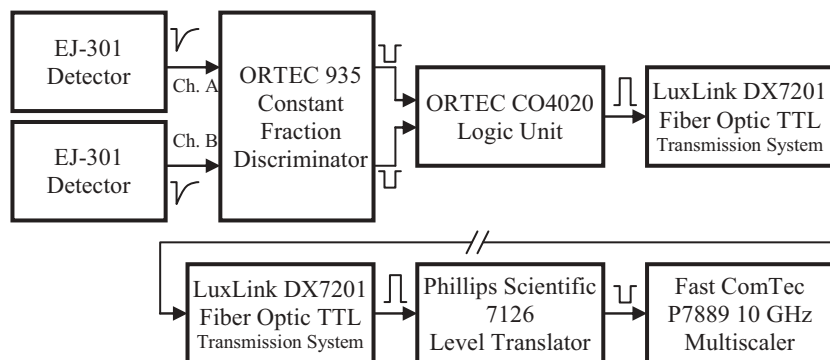 EJ-301
Detector
Ch. A
ORTEC 935
Constant
Fraction
Discriminator
EJ-301
Detector
Ch. B
ORTEC CO4020
Logic Unit
LuxLink DX7201
Fiber Optic TTL
Transmission System
LuxLink DX7201
Fiber Optic TTL
Transmission System
Phillips Scientific
7126
Level Translator
Fast ComTec
P7889 10 GHz
Multiscaler